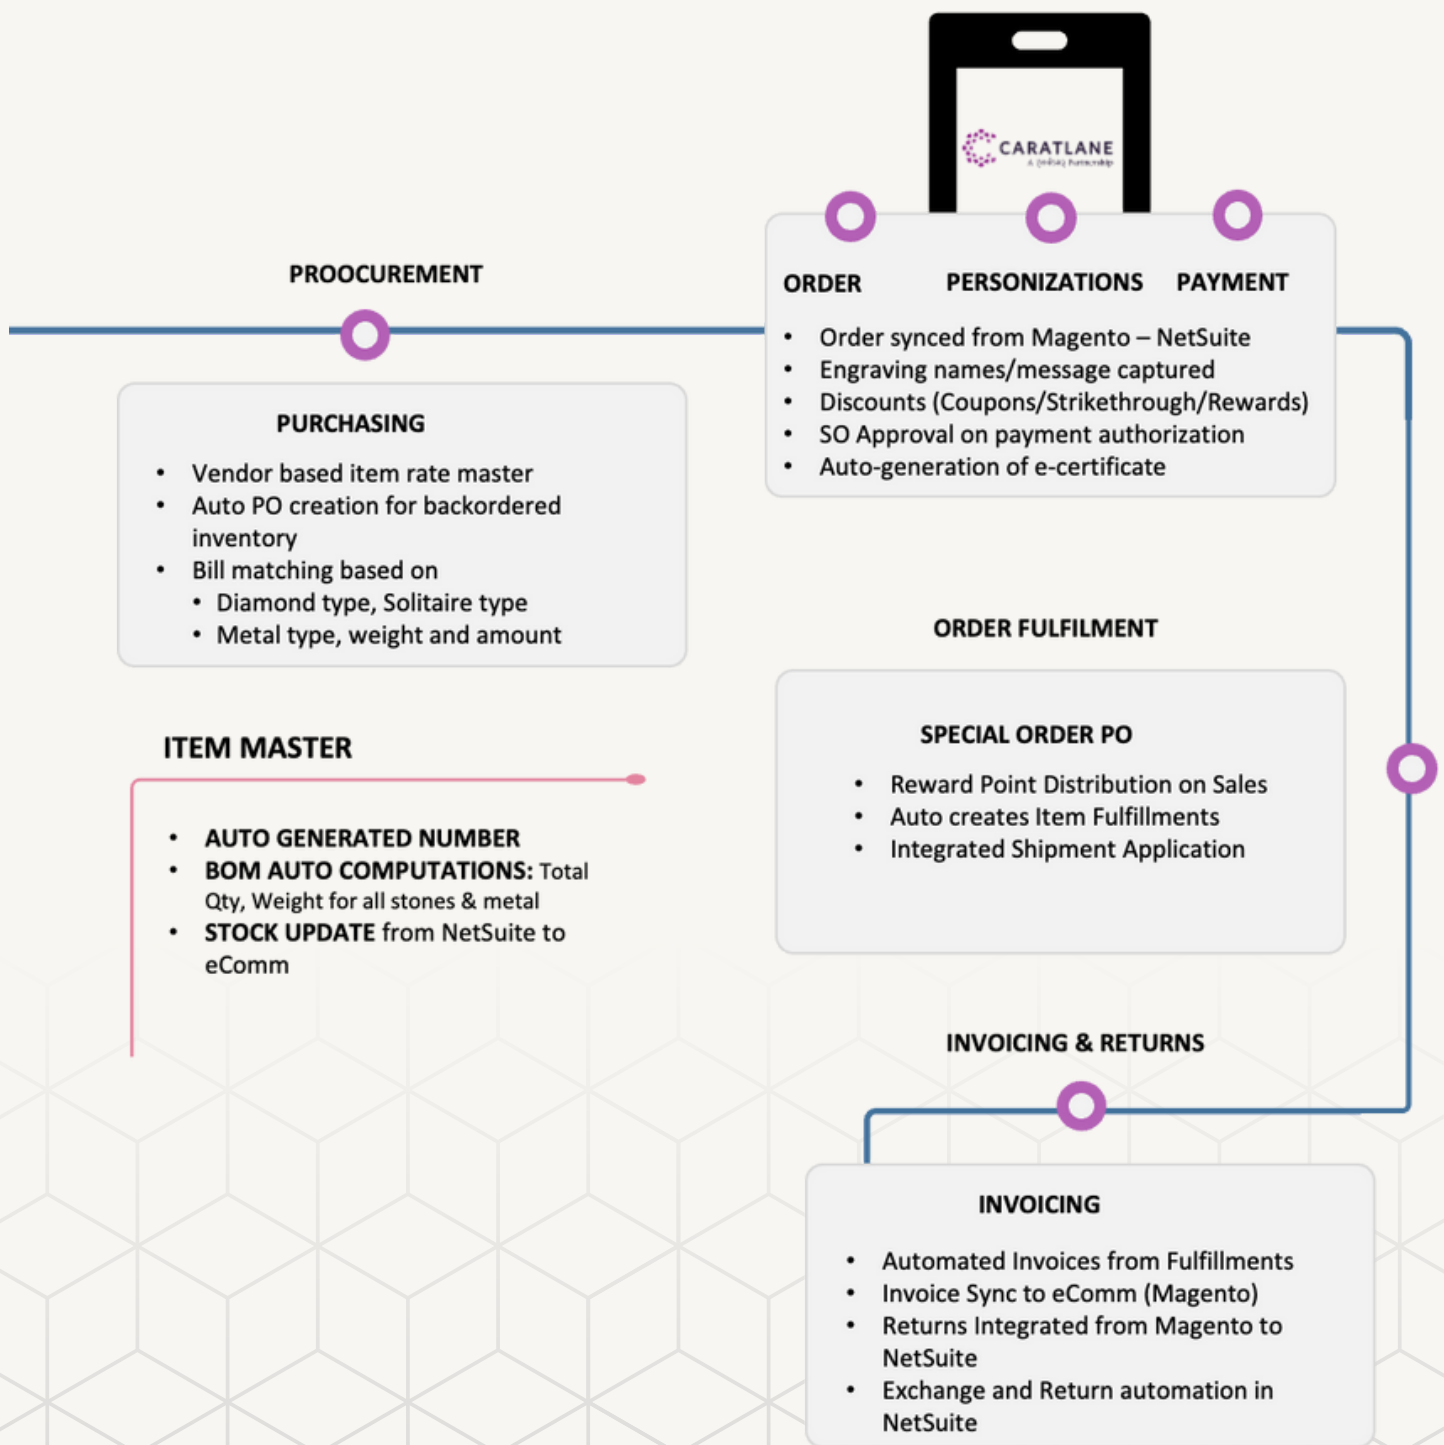 CARATLANE
A
Partnership
PROOCUREMENT
ORDER
PERSONIZATIONS
PAYMENT
• Order synced from Magento – NetSuite
• Engraving names/message captured
• Discounts (Coupons/Strikethrough/Rewards)
• SO Approval on payment authorization
• Auto-generation of e-certificate
PURCHASING
• Vendor based item rate master
• Auto PO creation for backordered
inventory
• Bill matching based on
• Diamond type, Solitaire type
• Metal type, weight and amount
ORDER FULFILMENT
SPECIAL ORDER PO
• Reward Point Distribution on Sales
• Auto creates Item Fulfillments
• Integrated Shipment Application
ITEM MASTER
• AUTO GENERATED NUMBER
• BOM AUTO COMPUTATIONS: Total
Qty, Weight for all stones & metal
• STOCK UPDATE from NetSuite to
eComm
INVOICING & RETURNS
INVOICING
• Automated Invoices from Fulfillments
• Invoice Sync to eComm (Magento)
• Returns Integrated from Magento to
NetSuite
• Exchange and Return automation in
NetSuite